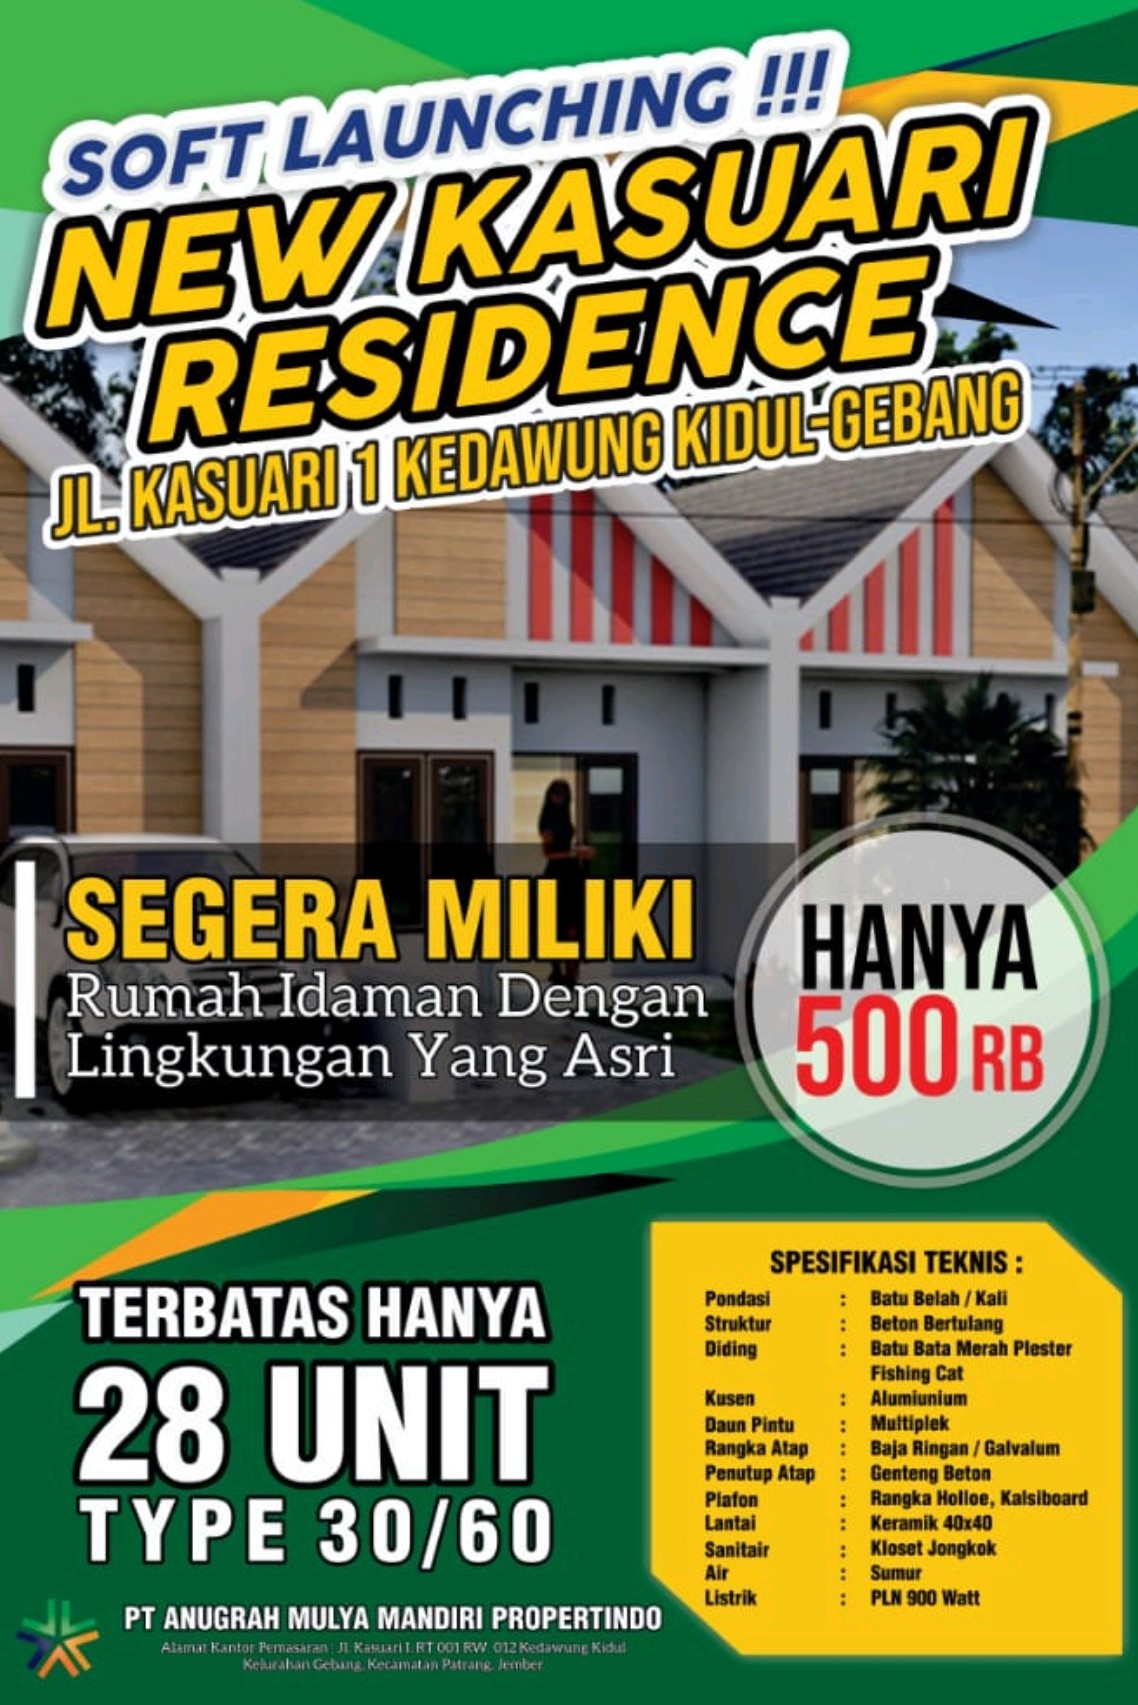 SOFT LAUNCHING !!!
NEW KASUARI
RESIDENCE
JL. KASUARI 1 KEDAWUNG KIDUL-GEBANG
SEGERA MILIKI
Rumah Idaman Dengan
Lingkungan Yang Asri
HANYA
500 RB
TERBATAS HANYA
28 UNIT
TYPE 30/60
SPESIFIKASI TEKNIS :
Pondasi : Batu Belah / Kali
Struktur : Beton Bertulang
Diding : Batu Bata Merah Plester
Fishing Cat
Kusen : Alumiunium
Daun Pintu : Multiplek
Rangka Atap : Baja Ringan / Galvalum
Penutup Atap : Genteng Beton
Plafon : Rangka Holloe, Kalsiboard
Lantai : Keramik 40x40
Sanitair : Kloset Jongkok
Air : Sumur
Listrik : PLN 900 Watt
PT ANUGRAH MULYA MANDIRI PROPERTINDO
Alamat Kantor Pemasaran : Jl. Kasuari I, RT 001 RW. 012 Kedawung Kidul
Kelurahan Gebang, Kecamatan Patrang, Jember